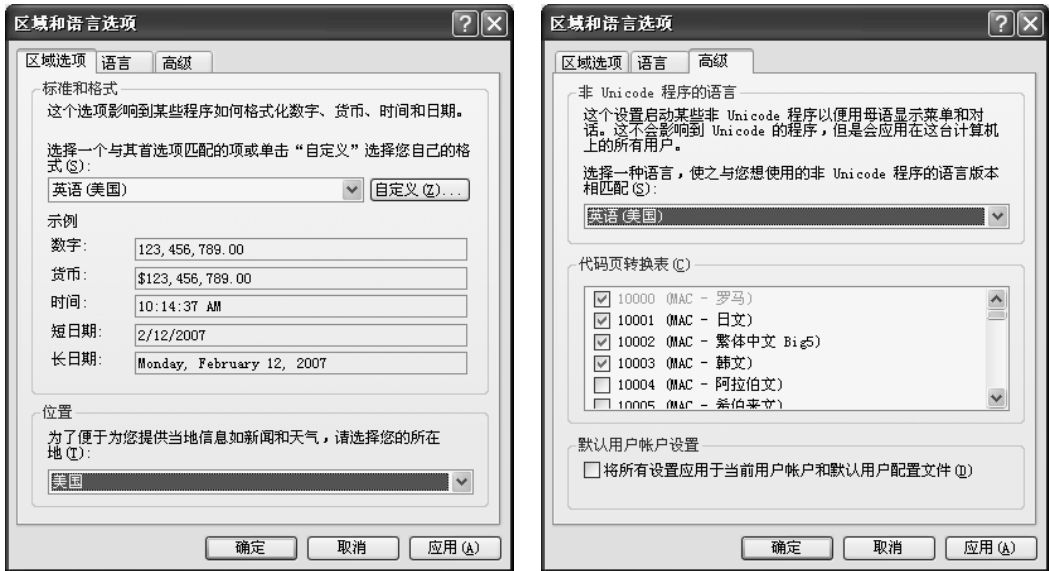 区域和语言选项
区域选项 语言 高级
标准和格式
这个选项影响到某些程序如何格式化数字、货币、时间和日期。
选择一个与其首选项匹配的项或单击“自定义”选择您自己的格
式(S):
英语(美国) 自定义(Z)...
示例
数字: 123,456,789.00
货币: $123,456,789.00
时间: 10:14:37 AM
短日期: 2/12/2007
长日期: Monday, February 12, 2007
位置
为了便于为您提供当地信息如新闻和天气，请选择您的所在
地(T):
美国
确定 取消 应用(A)
区域和语言选项
区域选项 语言 高级
非 Unicode 程序的语言
这个设置启动某些非 Unicode 程序以便用母语显示菜单和对
话。这不会影响到 Unicode 的程序，但是会应用在这台计算机
上的所有用户。
选择一种语言，使之与您想使用的非 Unicode 程序的语言版本
相匹配(S):
英语(美国)
代码页转换表(C)
10000 (MAC - 罗马)
10001 (MAC - 日文)
10002 (MAC - 繁体中文 Big5)
10003 (MAC - 韩文)
10004 (MAC - 阿拉伯文)
10005 (MAC - 希伯来文)
默认用户帐户设置
将所有设置应用于当前用户帐户和默认用户配置文件(D)
确定 取消 应用(A)